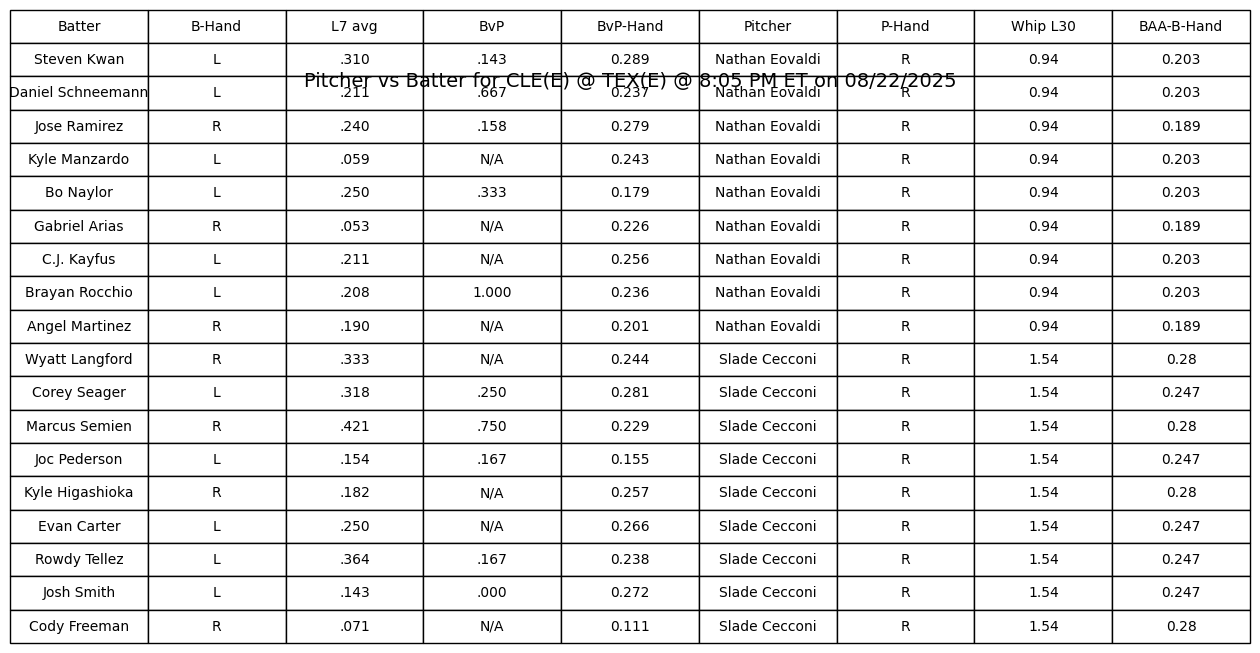 Batter B-Hand L7 avg BvP BvP-Hand Pitcher P-Hand Whip L30 BAA-B-Hand
Steven Kwan L .310 .143 0.289 Nathan Eovaldi R 0.94 0.203
Pitcher vs Batter for CLE(E) @ TEX(E) @ 8:05 PM ET on 08/22/2025
Daniel Schneemann L .211 .667 0.237 Nathan Eovaldi R 0.94 0.203
Jose Ramirez R .240 .158 0.279 Nathan Eovaldi R 0.94 0.189
Kyle Manzardo L .059 N/A 0.243 Nathan Eovaldi R 0.94 0.203
Bo Naylor L .250 .333 0.179 Nathan Eovaldi R 0.94 0.203
Gabriel Arias R .053 N/A 0.226 Nathan Eovaldi R 0.94 0.189
C.J. Kayfus L .211 N/A 0.256 Nathan Eovaldi R 0.94 0.203
Brayan Rocchio L .208 1.000 0.236 Nathan Eovaldi R 0.94 0.203
Angel Martinez R .190 N/A 0.201 Nathan Eovaldi R 0.94 0.189
Wyatt Langford R .333 N/A 0.244 Slade Cecconi R 1.54 0.28
Corey Seager L .318 .250 0.281 Slade Cecconi R 1.54 0.247
Marcus Semien R .421 .750 0.229 Slade Cecconi R 1.54 0.28
Joc Pederson L .154 .167 0.155 Slade Cecconi R 1.54 0.247
Kyle Higashioka R .182 N/A 0.257 Slade Cecconi R 1.54 0.28
Evan Carter L .250 N/A 0.266 Slade Cecconi R 1.54 0.247
Rowdy Tellez L .364 .167 0.238 Slade Cecconi R 1.54 0.247
Josh Smith L .143 .000 0.272 Slade Cecconi R 1.54 0.247
Cody Freeman R .071 N/A 0.111 Slade Cecconi R 1.54 0.28